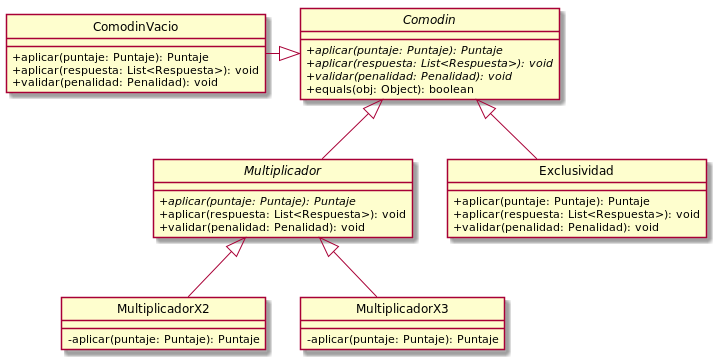 ComodinVacio
+aplicar(puntaje: Puntaje): Puntaje
+aplicar(respuesta: List<Respuesta>): void
+validar(penalidad: Penalidad): void
Comodin
+aplicar(puntaje: Puntaje): Puntaje
+aplicar(respuesta: List<Respuesta>): void
+validar(penalidad: Penalidad): void
+equals(obj: Object): boolean
Multiplicador
+aplicar(puntaje: Puntaje): Puntaje
+aplicar(respuesta: List<Respuesta>): void
+validar(penalidad: Penalidad): void
Exclusividad
+aplicar(puntaje: Puntaje): Puntaje
+aplicar(respuesta: List<Respuesta>): void
+validar(penalidad: Penalidad): void
MultiplicadorX2
-aplicar(puntaje: Puntaje): Puntaje
MultiplicadorX3
-aplicar(puntaje: Puntaje): Puntaje